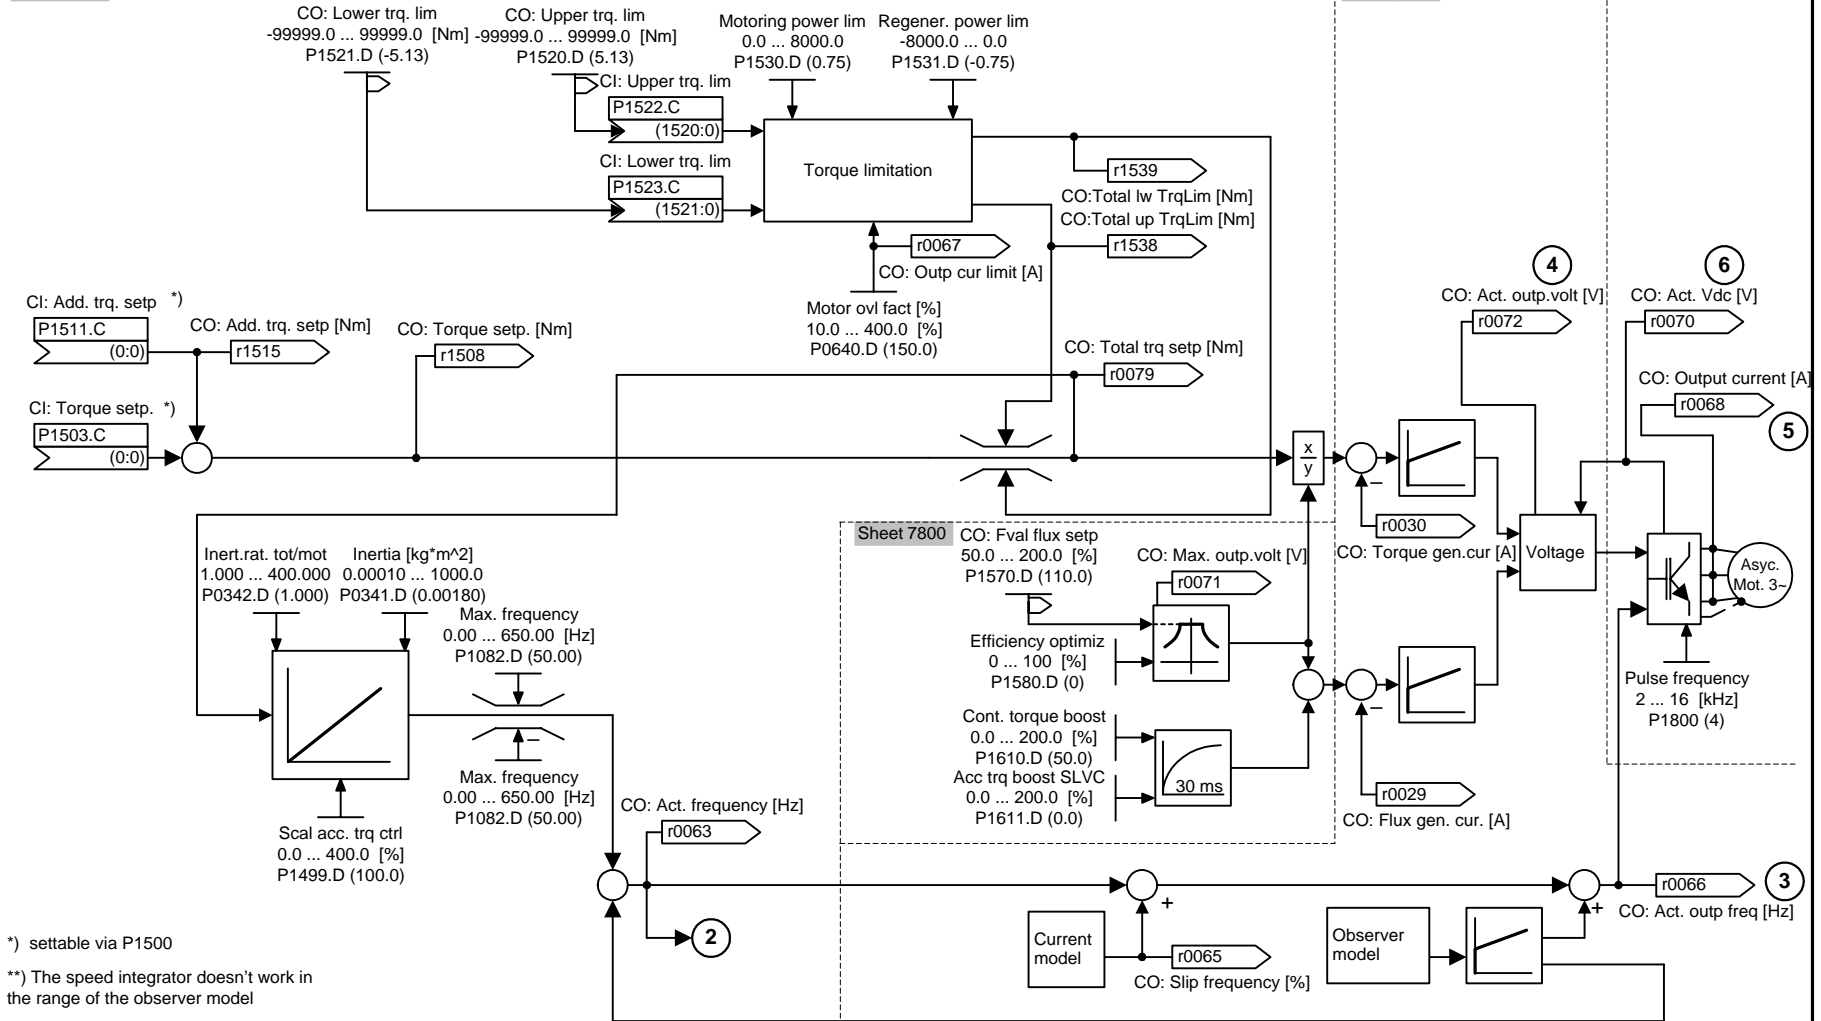 CO: Lower trq. lim
-99999.0 ... 99999.0 [Nm]
P1521.D (-5.13)
CO: Upper trq. lim
-99999.0 ... 99999.0 [Nm]
P1520.D (5.13)
Motoring power lim
0.0 ... 8000.0
P1530.D (0.75)
Regener. power lim
-8000.0 ... 0.0
P1531.D (-0.75)
CI: Upper trq. lim
P1522.C
(1520:0)
CI: Lower trq. lim
P1523.C
(1521:0)
Torque limitation
r1539
CO:Total lw TrqLim [Nm]
CO:Total up TrqLim [Nm]
r1538
r0067
CO: Outp cur limit [A]
Motor ovl fact [%]
10.0 ... 400.0 [%]
P0640.D (150.0)
4
CO: Act. outp.volt [V]
r0072
6
CO: Act. Vdc [V]
r0070
CI: Add. trq. setp *)
P1511.C
(0:0)
CO: Add. trq. setp [Nm]
r1515
CO: Torque setp. [Nm]
r1508
CO: Total trq setp [Nm]
r0079
CO: Output current [A]
r0068
5
CI: Torque setp. *)
P1503.C
(0:0)
x
y
–
r0030
CO: Torque gen.cur [A]
Voltage
Asyc.
Mot. 3~
Sheet 7800
CO: Fval flux setp
50.0 ... 200.0 [%]
P1570.D (110.0)
CO: Max. outp.volt [V]
r0071
Efficiency optimiz
0 ... 100 [%]
P1580.D (0)
Inert.rat. tot/mot
1.000 ... 400.000
P0342.D (1.000)
Inertia [kg*m^2]
0.00010 ... 1000.0
P0341.D (0.00180)
Max. frequency
0.00 ... 650.00 [Hz]
P1082.D (50.00)
–
Max. frequency
0.00 ... 650.00 [Hz]
P1082.D (50.00)
Pulse frequency
2 ... 16 [kHz]
P1800 (4)
Cont. torque boost
0.0 ... 200.0 [%]
P1610.D (50.0)
Acc trq boost SLVC
0.0 ... 200.0 [%]
P1611.D (0.0)
30 ms
–
r0029
CO: Flux gen. cur. [A]
Scal acc. trq ctrl
0.0 ... 400.0 [%]
P1499.D (100.0)
CO: Act. frequency [Hz]
r0063
2
+
Current
model
r0065
CO: Slip frequency [%]
Observer
model
+
r0066
3
CO: Act. outp freq [Hz]
*) settable via P1500
**) The speed integrator doesn't work in
the range of the observer model